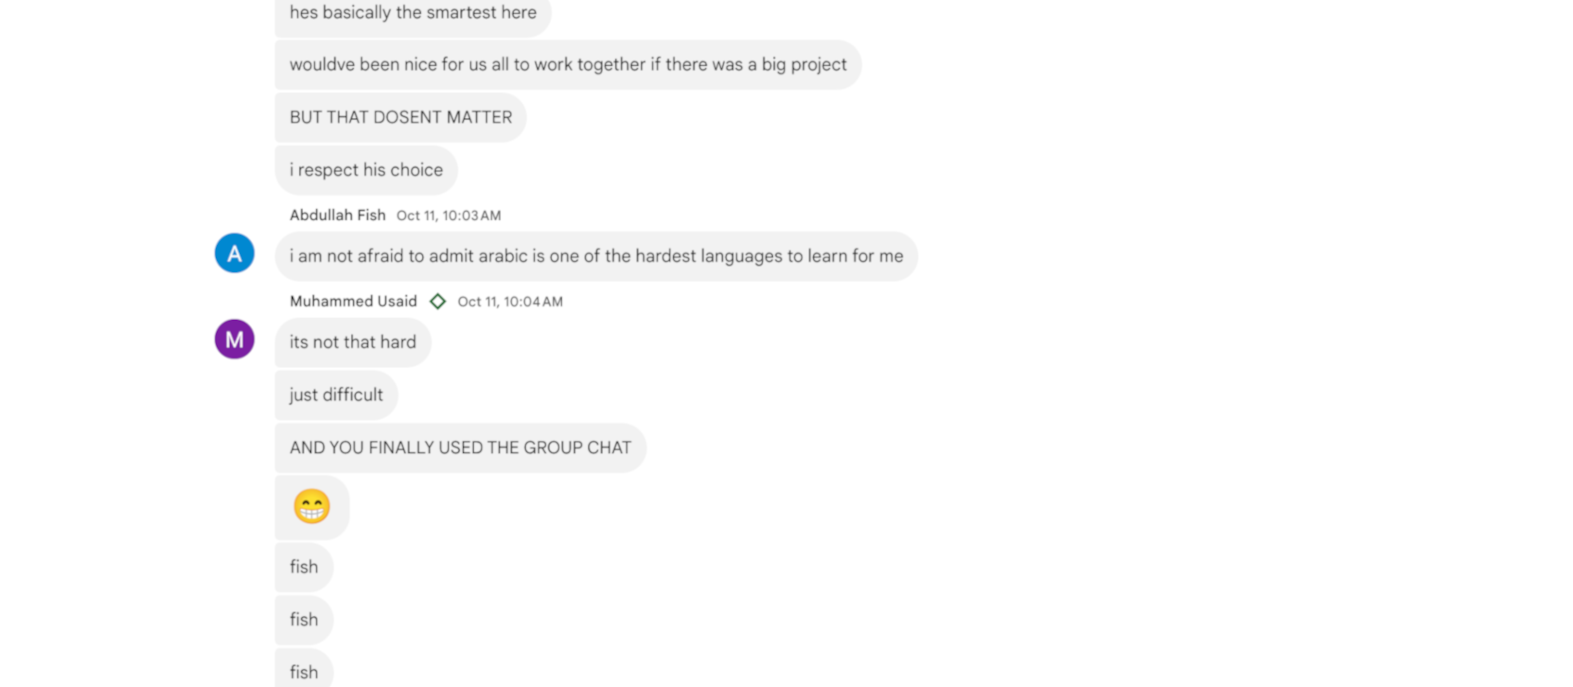 hes basically the smartest here
wouldve been nice for us all to work together if there was a big project
BUT THAT DOSENT MATTER
i respect his choice
Abdullah Fish Oct 11, 10:03 AM
A
i am not afraid to admit arabic is one of the hardest languages to learn for me
Muhammed Usaid Oct 11, 10:04 AM
M
its not that hard
just difficult
AND YOU FINALLY USED THE GROUP CHAT
😁
fish
fish
fish